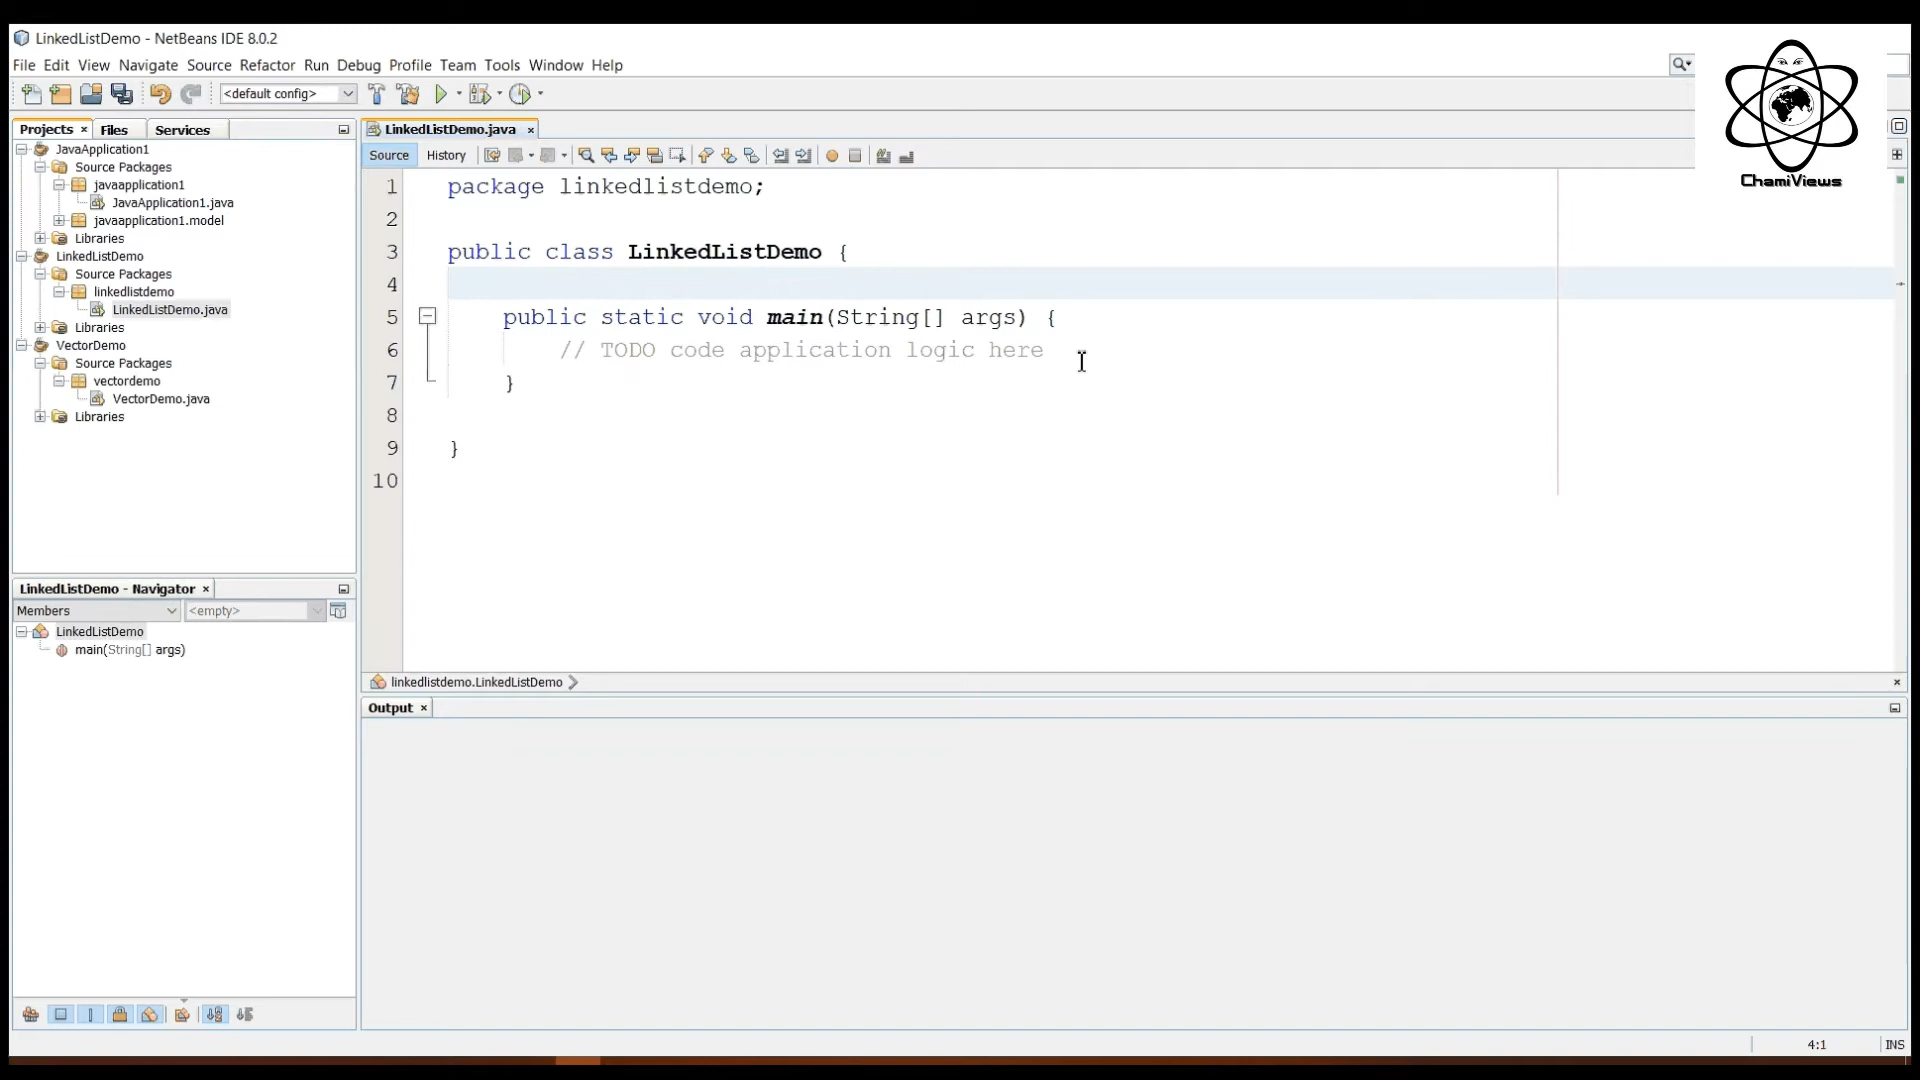 LinkedListDemo - NetBeans IDE 8.0.2
File Edit View Navigate Source Refactor Run Debug Profile Team Tools Window Help
<default config>
ChamiViews
Projects × Files Services
JavaApplication1
Source Packages
javaapplication1
JavaApplication1.java
javaapplication1.model
Libraries
LinkedListDemo
Source Packages
linkedlistdemo
LinkedListDemo.java
Libraries
VectorDemo
Source Packages
vectordemo
VectorDemo.java
Libraries
LinkedListDemo.java ×
Source History
1 package linkedlistdemo;
2
3 public class LinkedListDemo {
4
5 public static void main(String[] args) {
6 // TODO code application logic here
7 }
8
9 }
10
linkedlistdemo.LinkedListDemo
LinkedListDemo - Navigator ×
Members <empty>
LinkedListDemo
main(String[] args)
Output ×
4:1 INS